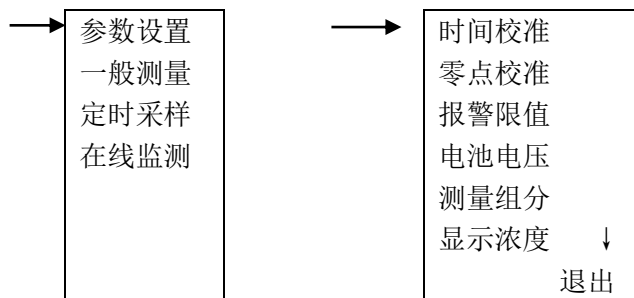 参数设置
一般测量
定时采样
在线监测
时间校准
零点校准
报警限值
电池电压
测量组分
显示浓度 ↓
退出